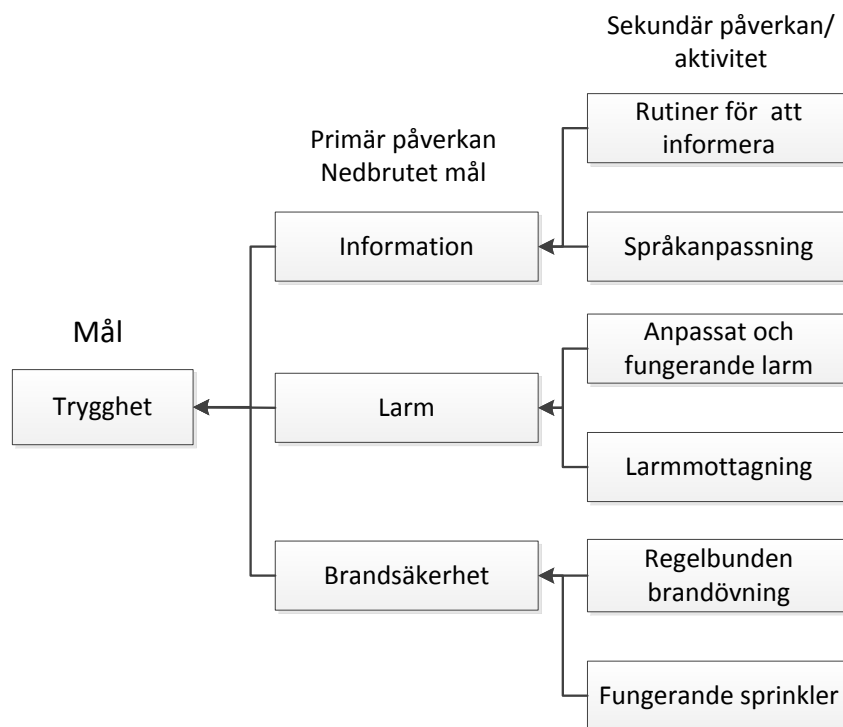 Sekundär påverkan/
aktivitet
Rutiner för att
informera
Primär påverkan
Nedbrutet mål
Information
Språkanpassning
Mål
Anpassat och
fungerande larm
Trygghet
Larm
Larmmottagning
Brandsäkerhet
Regelbunden
brandövning
Fungerande sprinkler